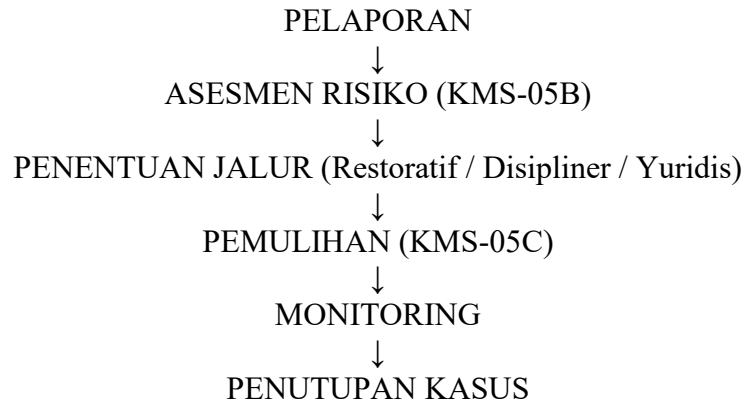 PELAPORAN
↓
ASESMEN RISIKO (KMS-05B)
↓
PENENTUAN JALUR (Restoratif / Disipliner / Yuridis)
↓
PEMULIHAN (KMS-05C)
↓
MONITORING
↓
PENUTUPAN KASUS